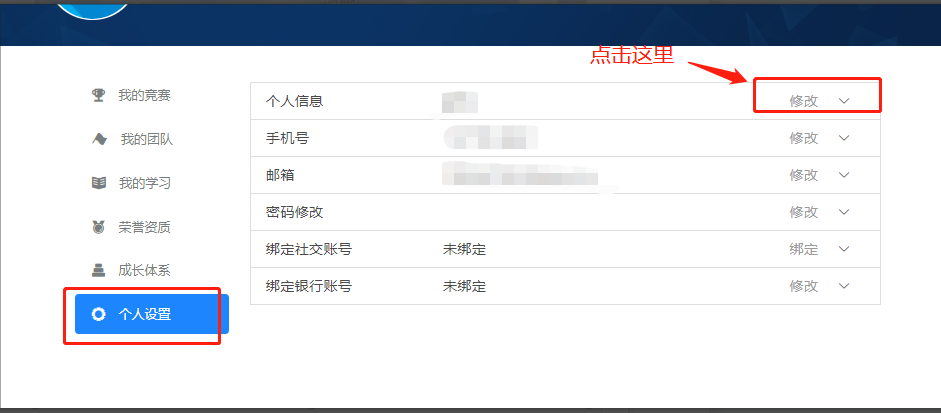 点击这里
我的竞赛
我的团队
我的学习
荣誉资质
成长体系
个人设置
个人信息 修改
手机号 修改
邮箱 修改
密码修改 修改
绑定社交账号 未绑定 绑定
绑定银行账号 未绑定 修改